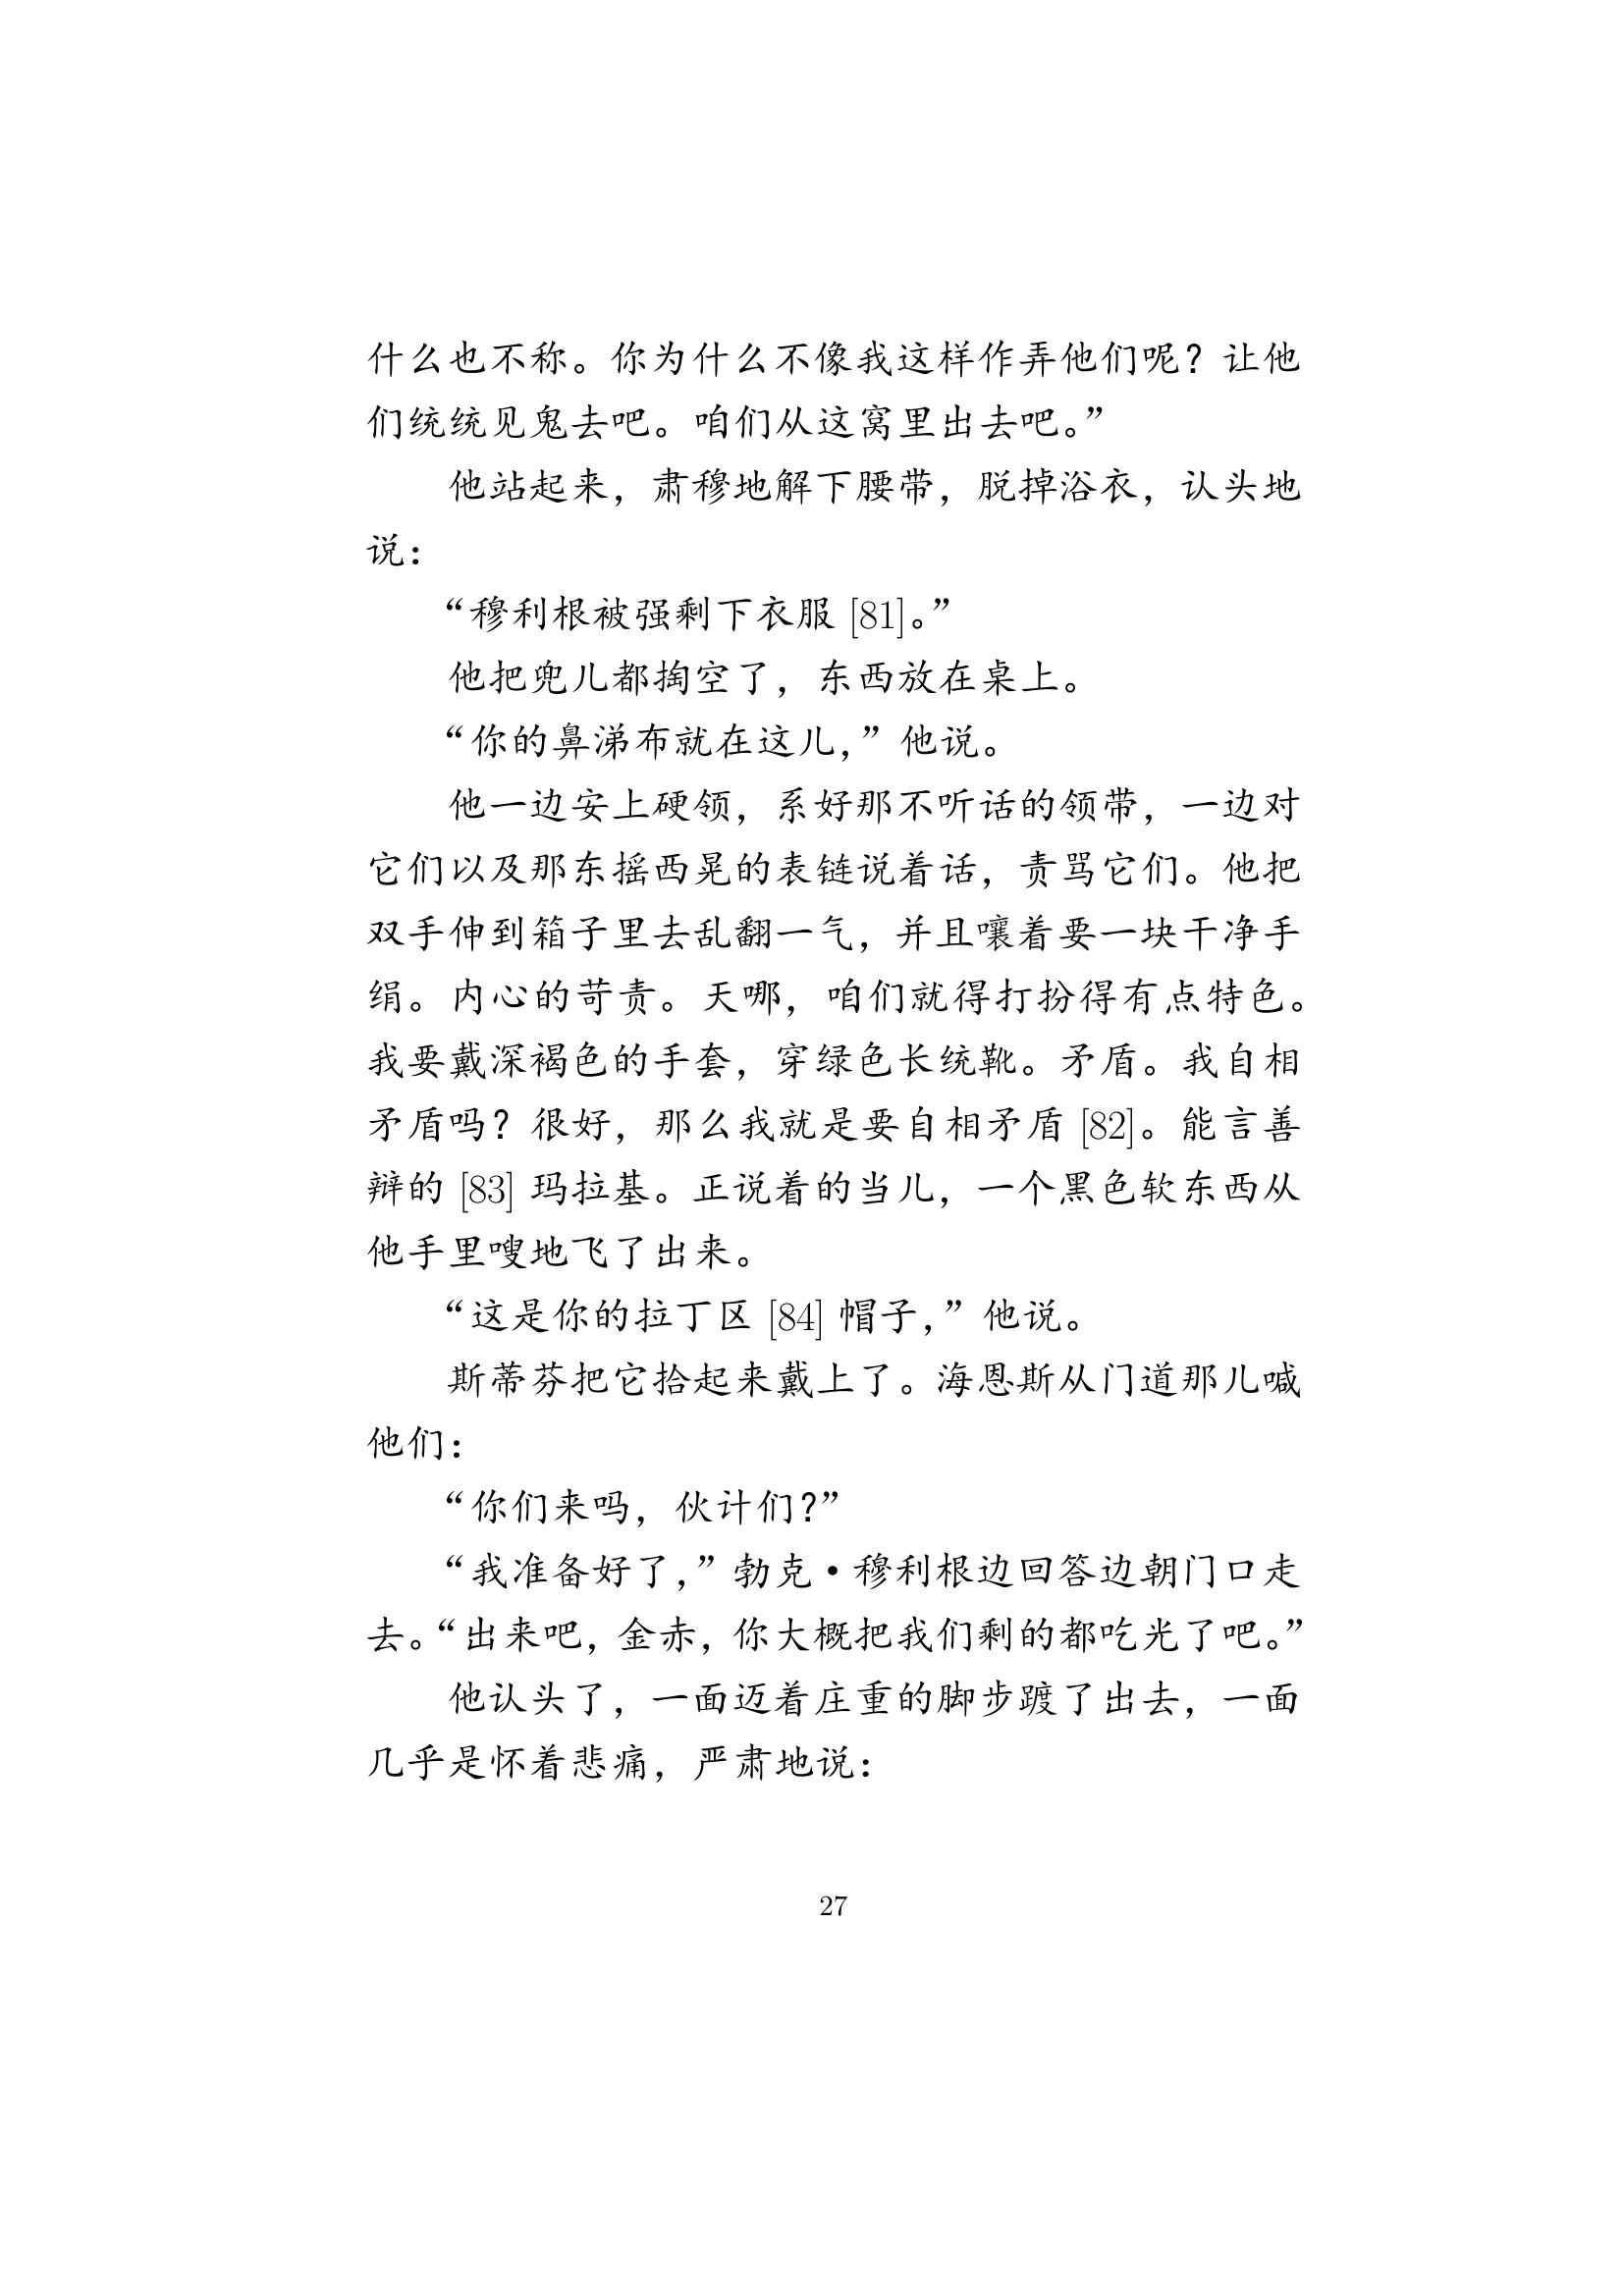 什么也不称。你为什么不像我这样作弄他们呢？让他
们统统见鬼去吧。咱们从这窝里出去吧。”
他站起来，肃穆地解下腰带，脱掉浴衣，认头地
说：
“穆利根被强剩下衣服 [81]。”
他把兜儿都掏空了，东西放在桌上。
“你的鼻涕布就在这儿，”他说。
他一边安上硬领，系好那不听话的领带，一边对
它们以及那东摇西晃的表链说着话，责骂它们。他把
双手伸到箱子里去乱翻一气，并且嚷着要一块干净手
绢。内心的苛责。天哪，咱们就得打扮得有点特色。
我要戴深褐色的手套，穿绿色长统靴。矛盾。我自相
矛盾吗？很好，那么我就是要自相矛盾 [82]。能言善
辩的 [83] 玛拉基。正说着的当儿，一个黑色软东西从
他手里嗖地飞了出来。
“这是你的拉丁区 [84] 帽子，”他说。
斯蒂芬把它拾起来戴上了。海恩斯从门道那儿喊
他们：
“你们来吗，伙计们？”
“我准备好了，”勃克·穆利根边回答边朝门口走
去。“出来吧，金赤，你大概把我们剩的都吃光了吧。”
他认头了，一面迈着庄重的脚步踱了出去，一面
几乎是怀着悲痛，严肃地说：
27